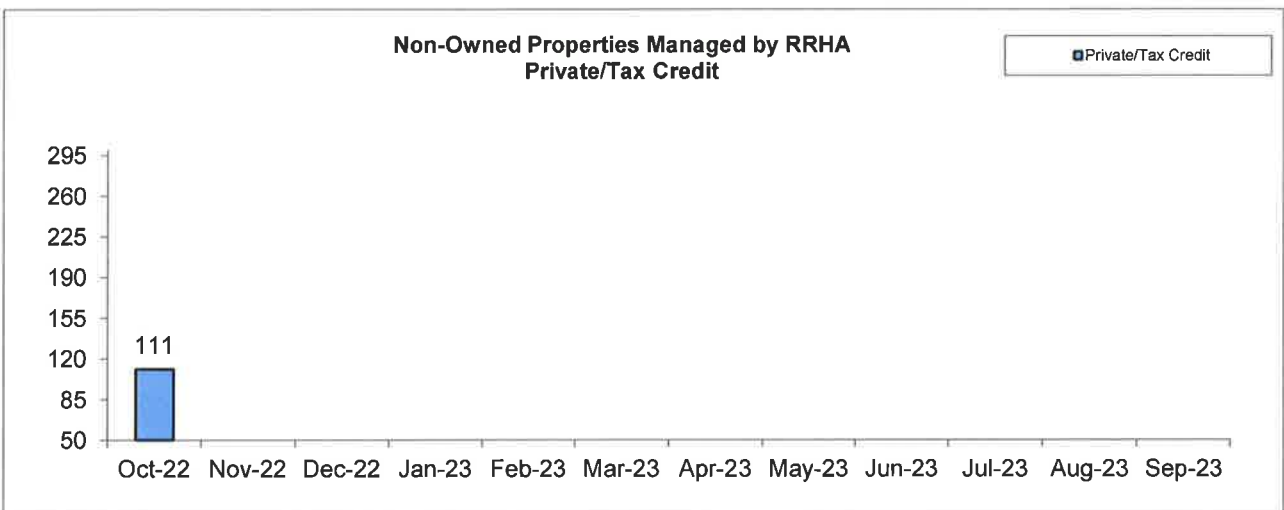 Non-Owned Properties Managed by RRHA
Private/Tax Credit
Private/Tax Credit
295
260
225
190
155
120
85
50
111
Oct-22 Nov-22 Dec-22 Jan-23 Feb-23 Mar-23 Apr-23 May-23 Jun-23 Jul-23 Aug-23 Sep-23